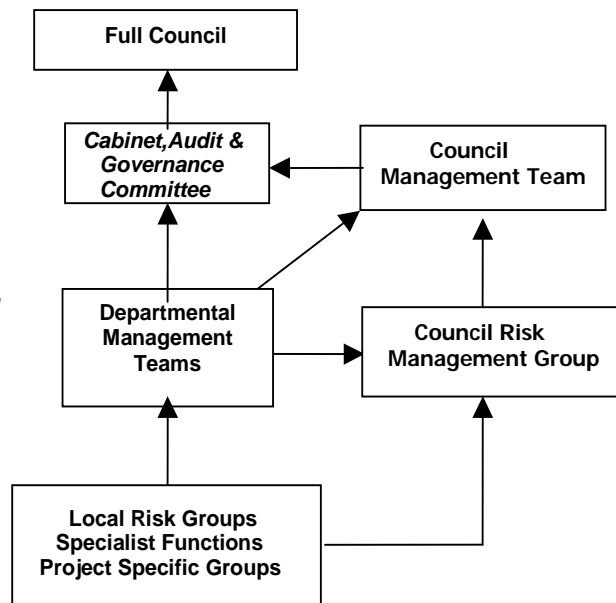 Full Council
Cabinet,Audit &
Governance
Committee
Council
Management Team
Departmental
Management
Teams
Council Risk
Management Group
Local Risk Groups
Specialist Functions
Project Specific Groups